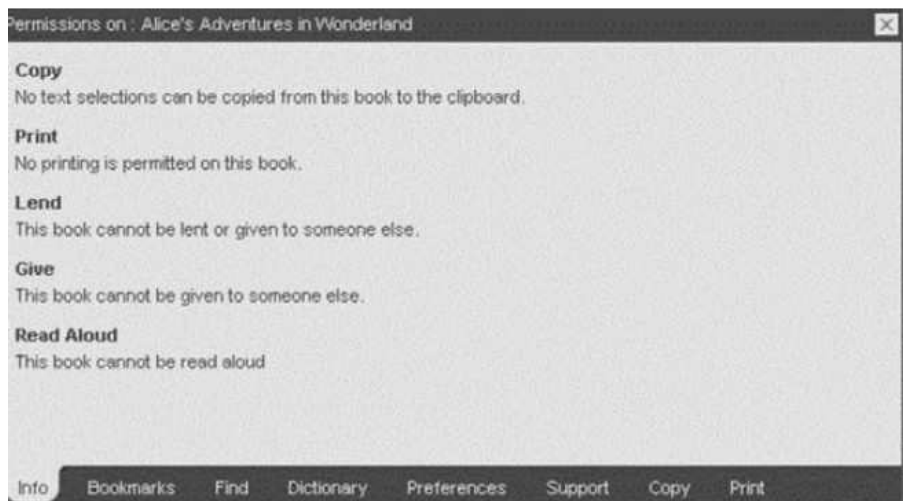 Permissions on : Alice's Adventures in Wonderland
Copy
No text selections can be copied from this book to the clipboard.
Print
No printing is permitted on this book.
Lend
This book cannot be lent or given to someone else.
Give
This book cannot be given to someone else.
Read Aloud
This book cannot be read aloud
Info Bookmarks Find Dictionary Preferences Support Copy Print